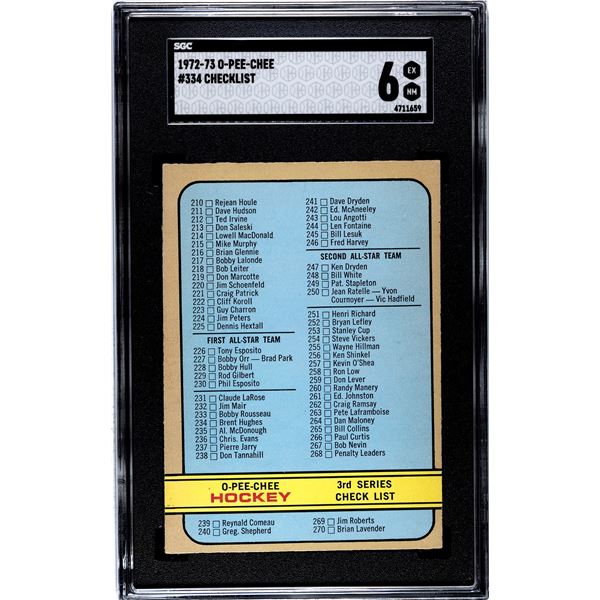 SGC
1972-73 O-PEE-CHEE
#334 CHECKLIST
6
EX
NM
4711659
210 Rejean Houle
211 Dave Hudson
212 Ted Irvine
213 Don Saleski
214 Lowell MacDonald
215 Mike Murphy
216 Brian Glennie
217 Bobby Lalonde
218 Bob Leiter
219 Don Marcotte
220 Jim Schoenfeld
221 Craig Patrick
222 Cliff Koroll
223 Guy Charron
224 Jim Peters
225 Dennis Hextall
FIRST ALL-STAR TEAM
226 Tony Esposito
227 Bobby Orr — Brad Park
228 Bobby Hull
229 Rod Gilbert
230 Phil Esposito
231 Claude LaRose
232 Jim Mair
233 Bobby Rousseau
234 Brent Hughes
235 Al. McDonough
236 Chris. Evans
237 Pierre Jarry
238 Don Tannahill
241 Dave Dryden
242 Ed. McAneeley
243 Lou Angotti
244 Len Fontaine
245 Bill Lesuk
246 Fred Harvey
SECOND ALL-STAR TEAM
247 Ken Dryden
248 Bill White
249 Pat. Stapleton
250 Jean Ratelle — Yvon
Cournoyer — Vic Hadfield
251 Henri Richard
252 Bryan Lefley
253 Stanley Cup
254 Steve Vickers
255 Wayne Hillman
256 Ken Shinkel
257 Kevin O'Shea
258 Ron Low
259 Don Lever
260 Randy Manery
261 Ed. Johnston
262 Craig Ramsay
263 Pete Laframboise
264 Dan Maloney
265 Bill Collins
266 Paul Curtis
267 Bob Nevin
268 Penalty Leaders
O-PEE-CHEE
HOCKEY
3rd SERIES
CHECK LIST
239 Reynald Comeau
240 Greg. Shepherd
269 Jim Roberts
270 Brian Lavender